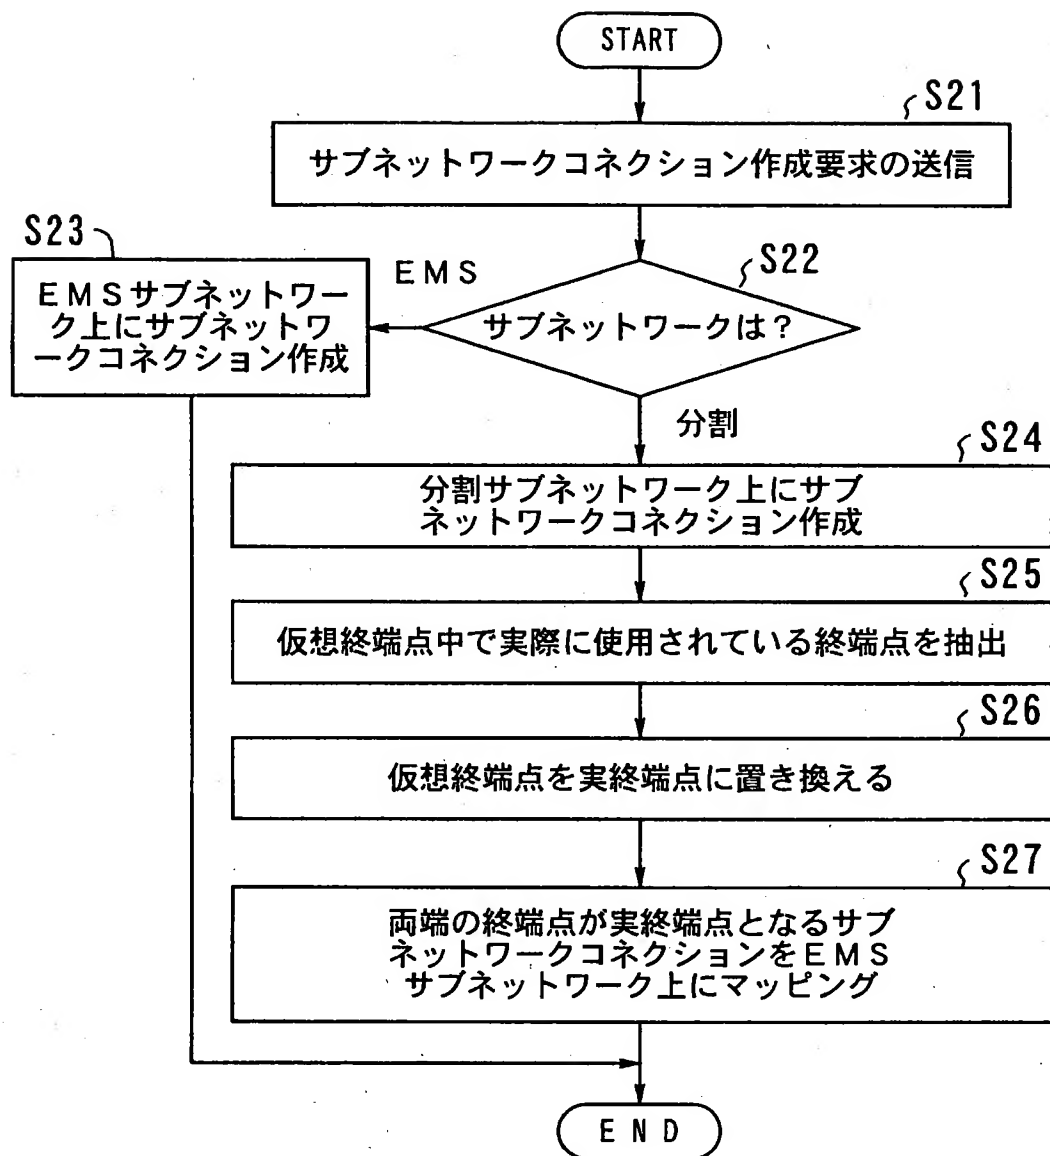 START
S21
サブネットワークコネクション作成要求の送信
S22
サブネットワークは？
EMS
S23
EMSサブネットワー
ク上にサブネットワ
ークコネクション作成
分割
S24
分割サブネットワーク上にサブ
ネットワークコネクション作成
S25
仮想終端点中で実際に使用されている終端点を抽出
S26
仮想終端点を実終端点に置き換える
S27
両端の終端点が実終端点となるサブ
ネットワークコネクションをEMS
サブネットワーク上にマッピング
END